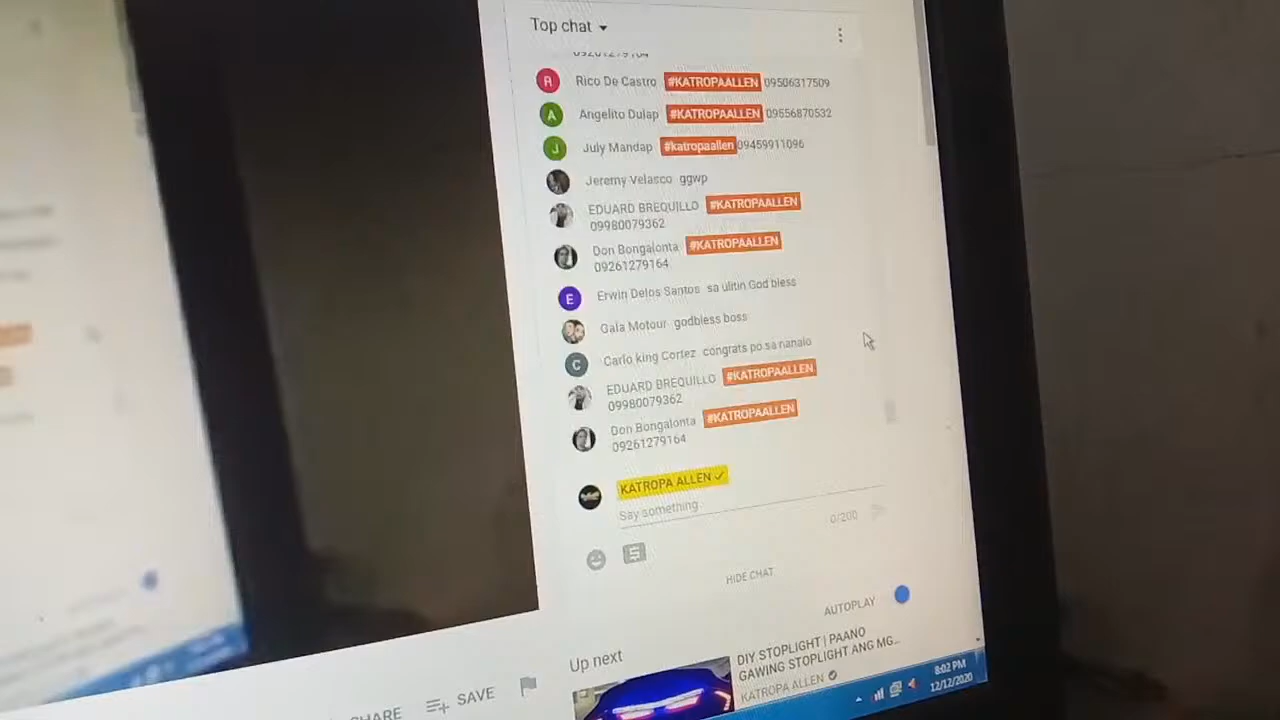 Top chat
09261279164
Rico De Castro #KATROPAALLEN 09506317509
Angelito Dulap #KATROPAALLEN 09556870532
July Mandap #katropaallen 09459911096
Jeremy Velasco ggwp
EDUARD BREQUILLO #KATROPAALLEN
09980079362
Don Bongalonta #KATROPAALLEN
09261279164
Erwin Delos Santos sa ulitin God bless
Gala Motour godbless boss
Carlo king Cortez congrats po sa nanalo
EDUARD BREQUILLO #KATROPAALLEN
09980079362
Don Bongalonta #KATROPAALLEN
09261279164
KATROPA ALLEN
Say something
0/200
HIDE CHAT
AUTOPLAY
Up next
DIY STOPLIGHT | PAANO
GAWING STOPLIGHT ANG MG...
KATROPA ALLEN
SHARE
SAVE
8:02 PM
12/12/2020
R
A
J
E
C